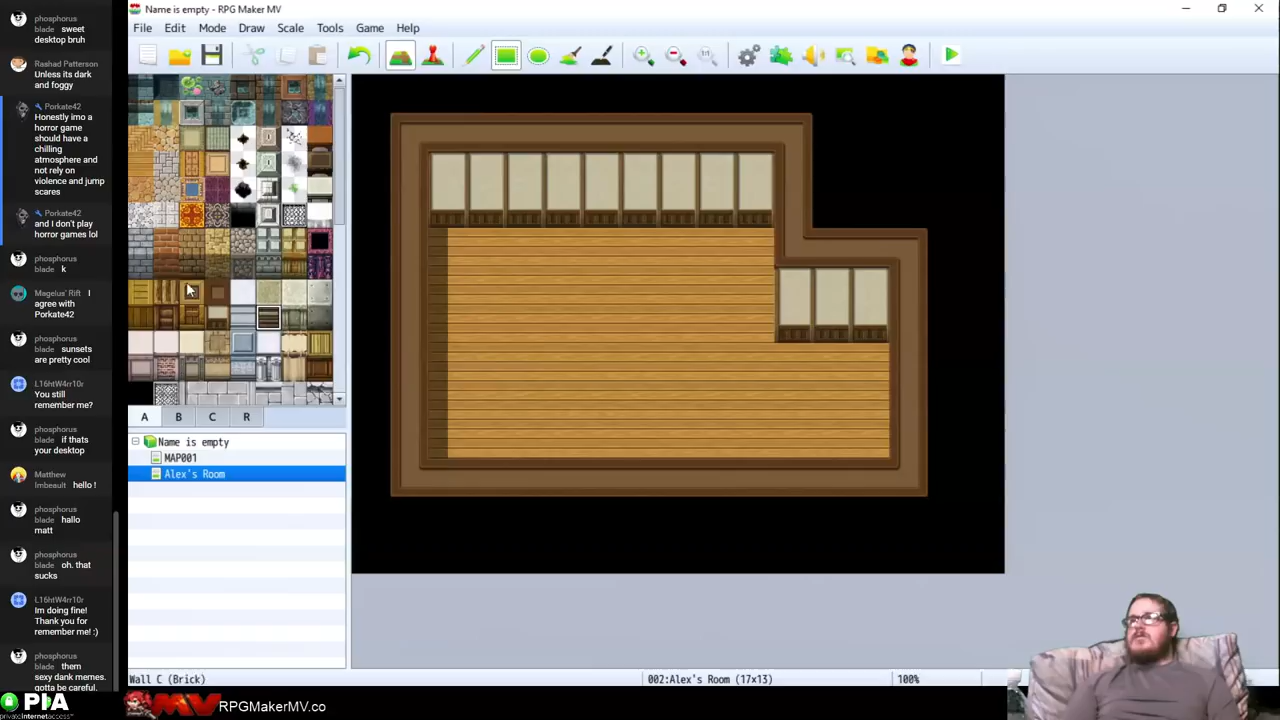 phosphorus
blade sweet
desktop bruh
Rashad Patterson
Unless its dark
and foggy
Porkate42
Honestly imo a
horror game
should have a
chilling
atmosphere and
not rely on
violence and jump
scares
Porkate42
and I don't play
horror games lol
phosphorus
blade k
Magelus' Rift I
agree with
Porkate42
phosphorus
blade sunsets
are pretty cool
L16htW4rr10r
You still
remember me?
phosphorus
blade if thats
your desktop
Matthew
Imbeault hello !
phosphorus
blade hallo
matt
phosphorus
blade oh. that
sucks
L16htW4rr10r
Im doing fine!
Thank you for
remember me! :)
phosphorus
blade them
sexy dank memes.
gotta be careful.
PIA
privateinternetaccess
Name is empty - RPG Maker MV
File Edit Mode Draw Scale Tools Game Help
A B C R
Name is empty
MAP001
Alex's Room
Wall C (Brick)
002:Alex's Room (17x13)
100%
MV RPGMakerMV.co